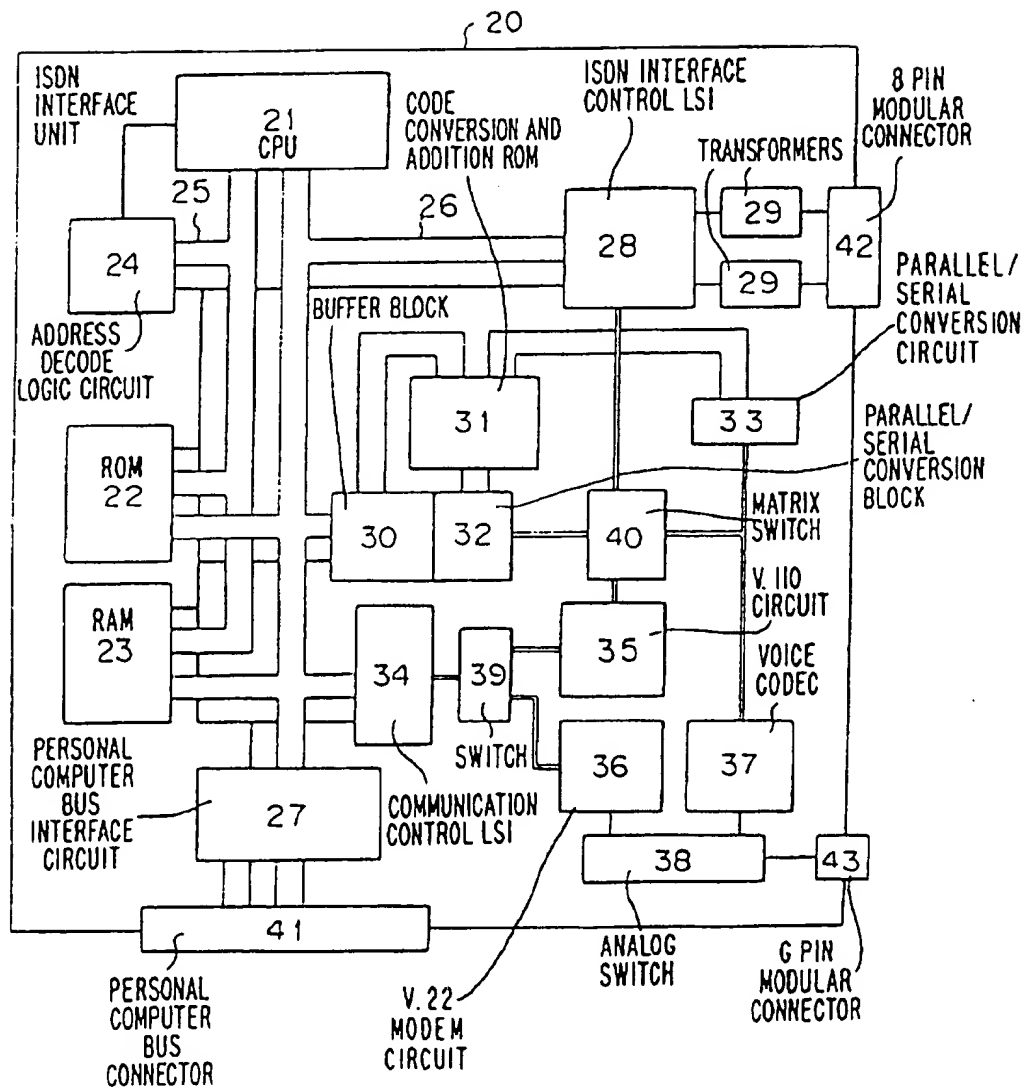 20
ISDN
INTERFACE
UNIT
21
CPU
CODE
CONVERSION AND
ADDITION ROM
ISDN INTERFACE
CONTROL LSI
8 PIN
MODULAR
CONNECTOR
TRANSFORMERS
25
26
24
28
29
29
42
ADDRESS
DECODE
LOGIC CIRCUIT
BUFFER BLOCK
PARALLEL/
SERIAL
CONVERSION
CIRCUIT
31
33
PARALLEL/
SERIAL
CONVERSION
BLOCK
ROM
22
30
32
40
MATRIX
SWITCH
V.110
CIRCUIT
RAM
23
34
39
35
VOICE
CODEC
SWITCH
36
37
PERSONAL
COMPUTER
BUS
INTERFACE
CIRCUIT
27
COMMUNICATION
CONTROL LSI
38
43
41
ANALOG
SWITCH
G PIN
MODULAR
CONNECTOR
PERSONAL
COMPUTER
BUS
CONNECTOR
V.22
MODEM
CIRCUIT